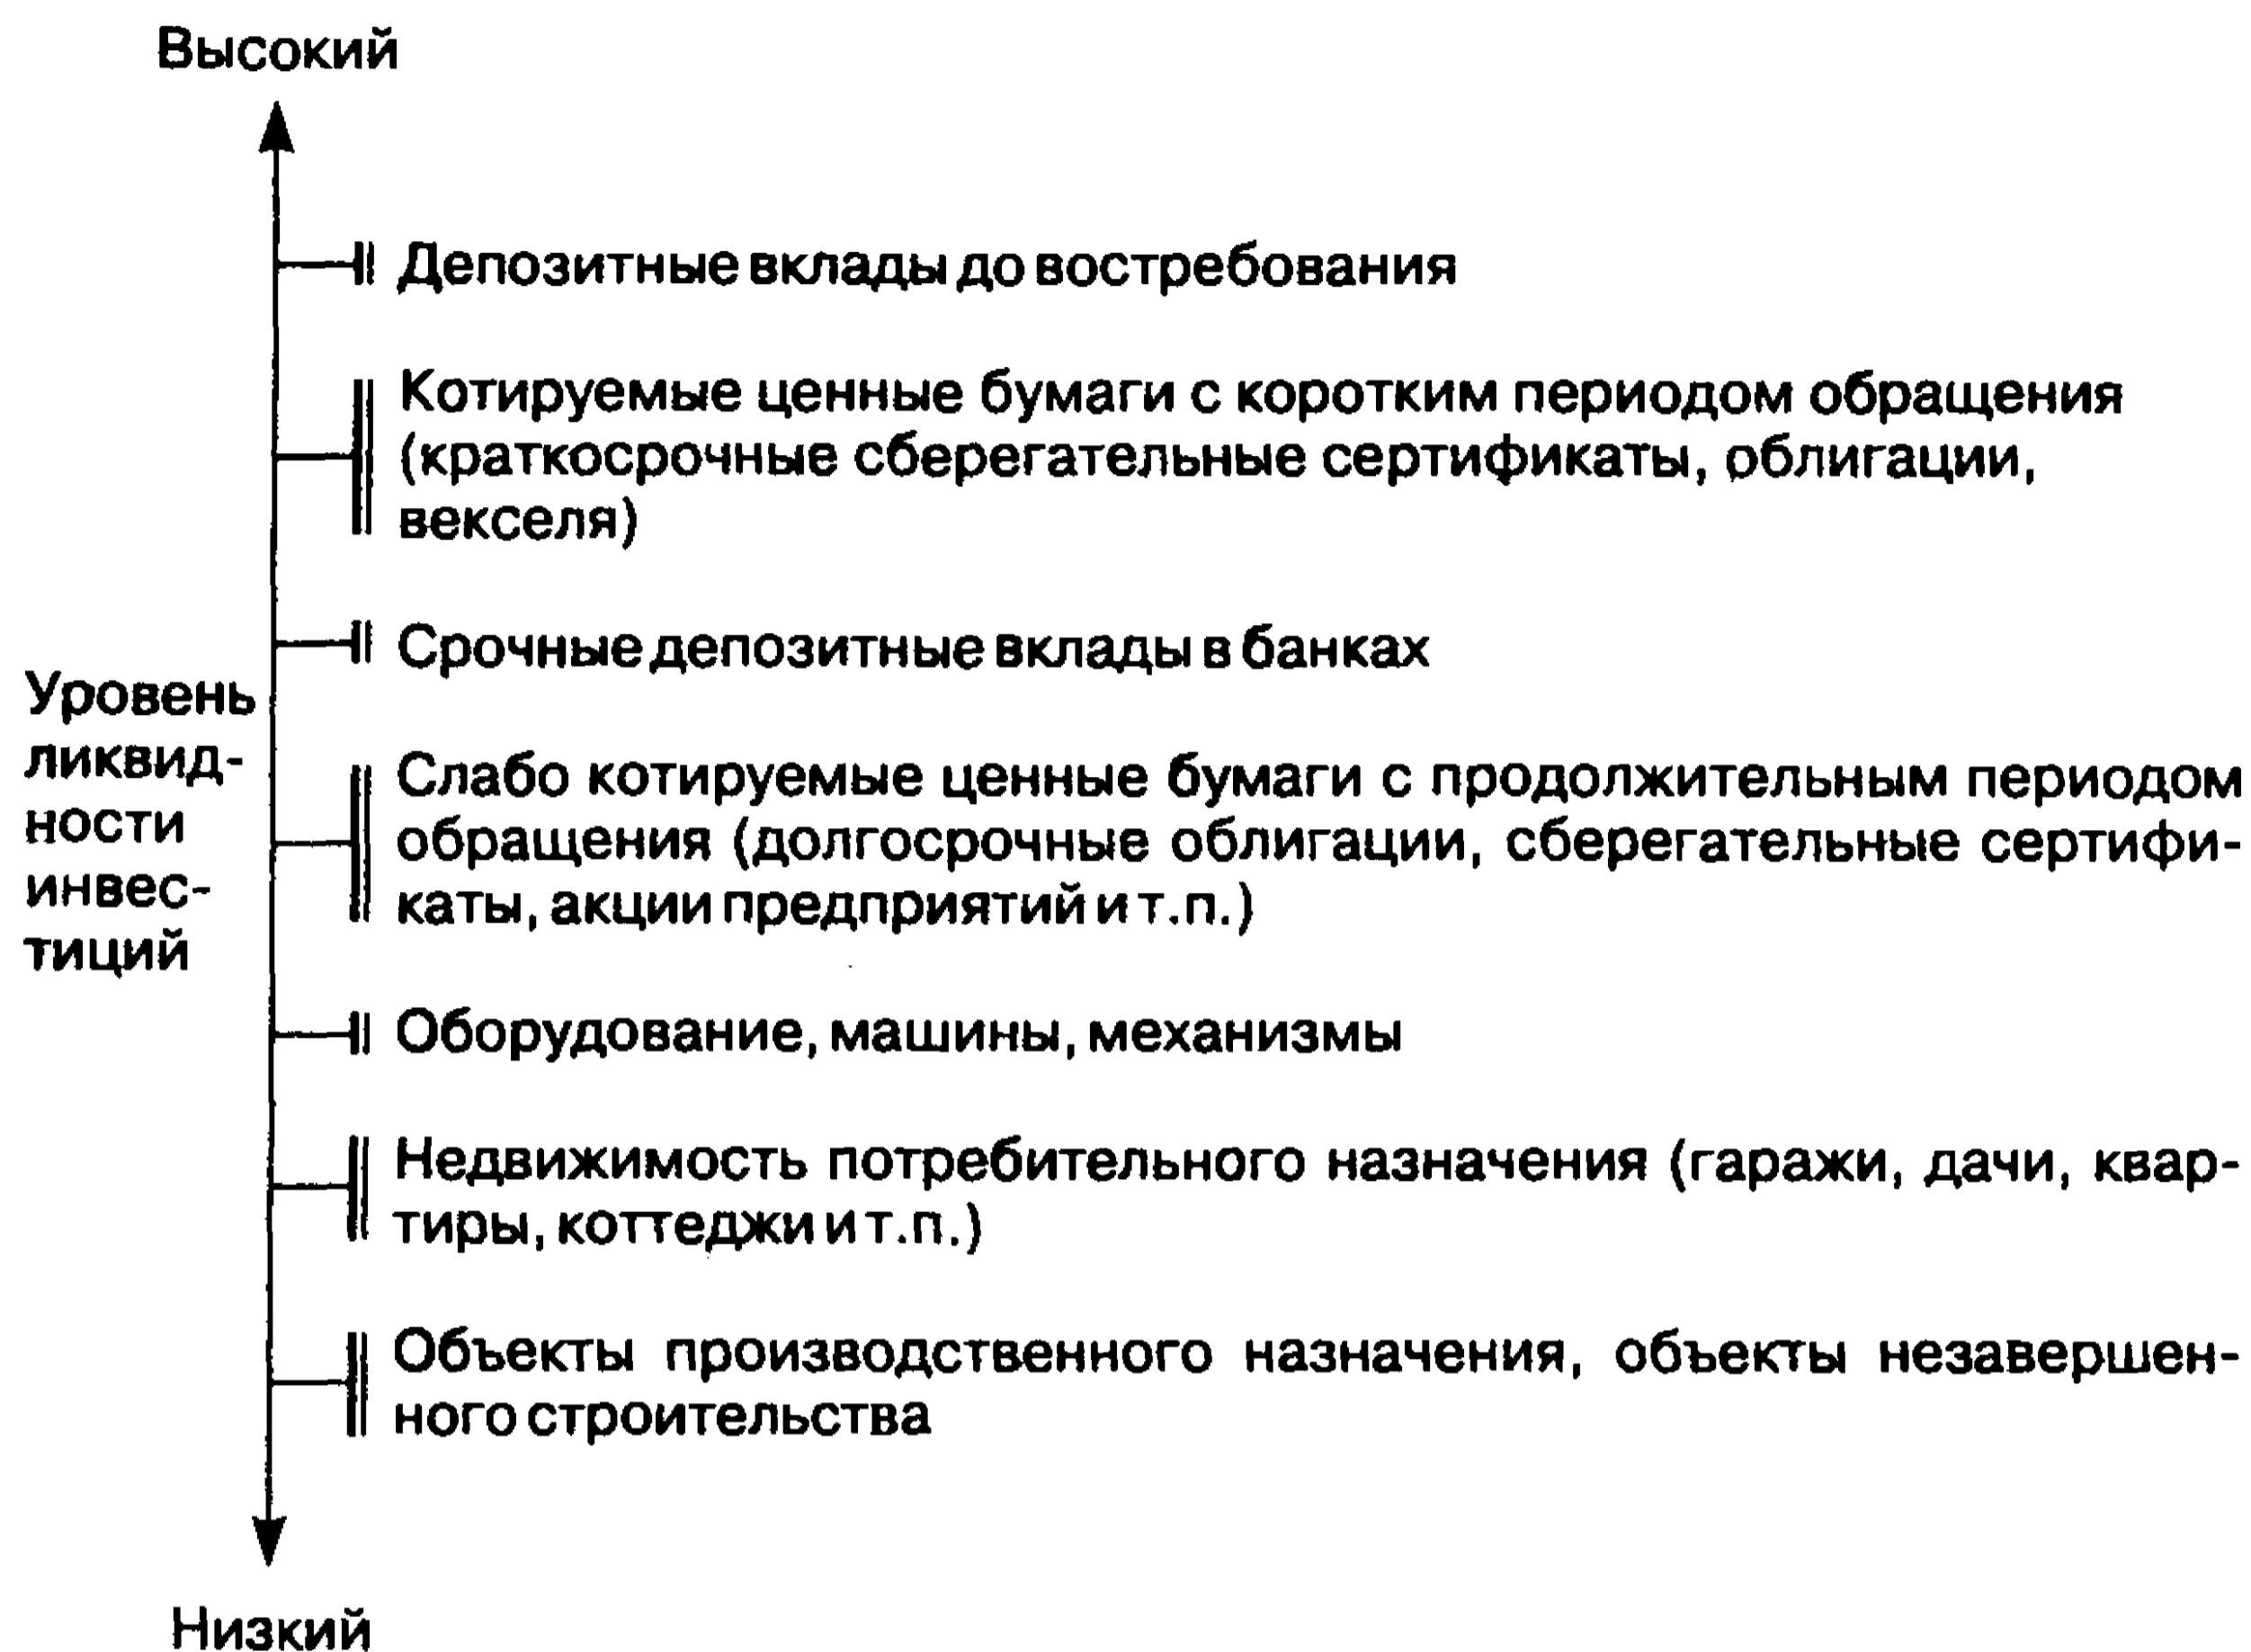 Высокий
Депозитные вклады до востребования
Котируемые ценные бумаги с коротким периодом обращения
(краткосрочные сберегательные сертификаты, облигации,
векселя)
Срочные депозитные вклады в банках
Уровень
ликвид-
ности
инвес-
тиций
Слабо котируемые ценные бумаги с продолжительным периодом
обращения (долгосрочные облигации, сберегательные сертифи-
каты, акции предприятий и т.п.)
Оборудование, машины, механизмы
Недвижимость потребительного назначения (гаражи, дачи, квар-
тиры, коттеджи и т.п.)
Объекты производственного назначения, объекты незавершен-
ного строительства
Низкий